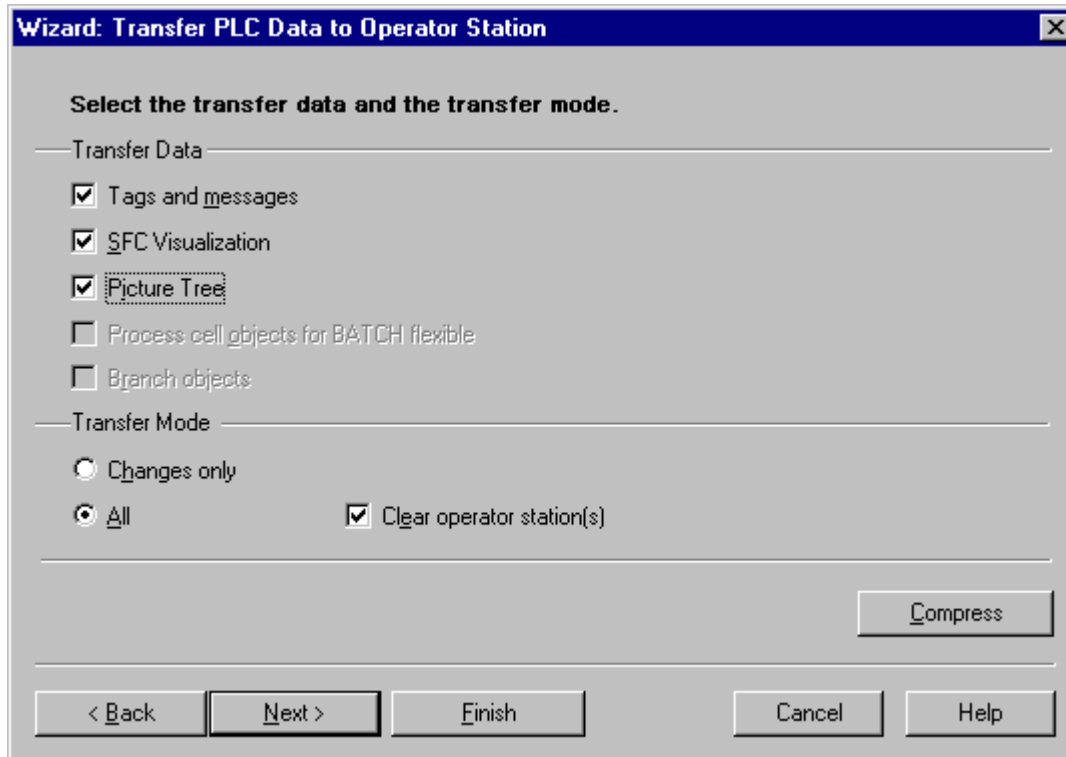 Wizard: Transfer PLC Data to Operator Station
Select the transfer data and the transfer mode.
Transfer Data
Tags and messages
SFC Visualization
Picture Tree
Process cell objects for BATCH flexible
Branch objects
Transfer Mode
Changes only
All Clear operator station(s)
Compress
< Back Next > Finish Cancel Help